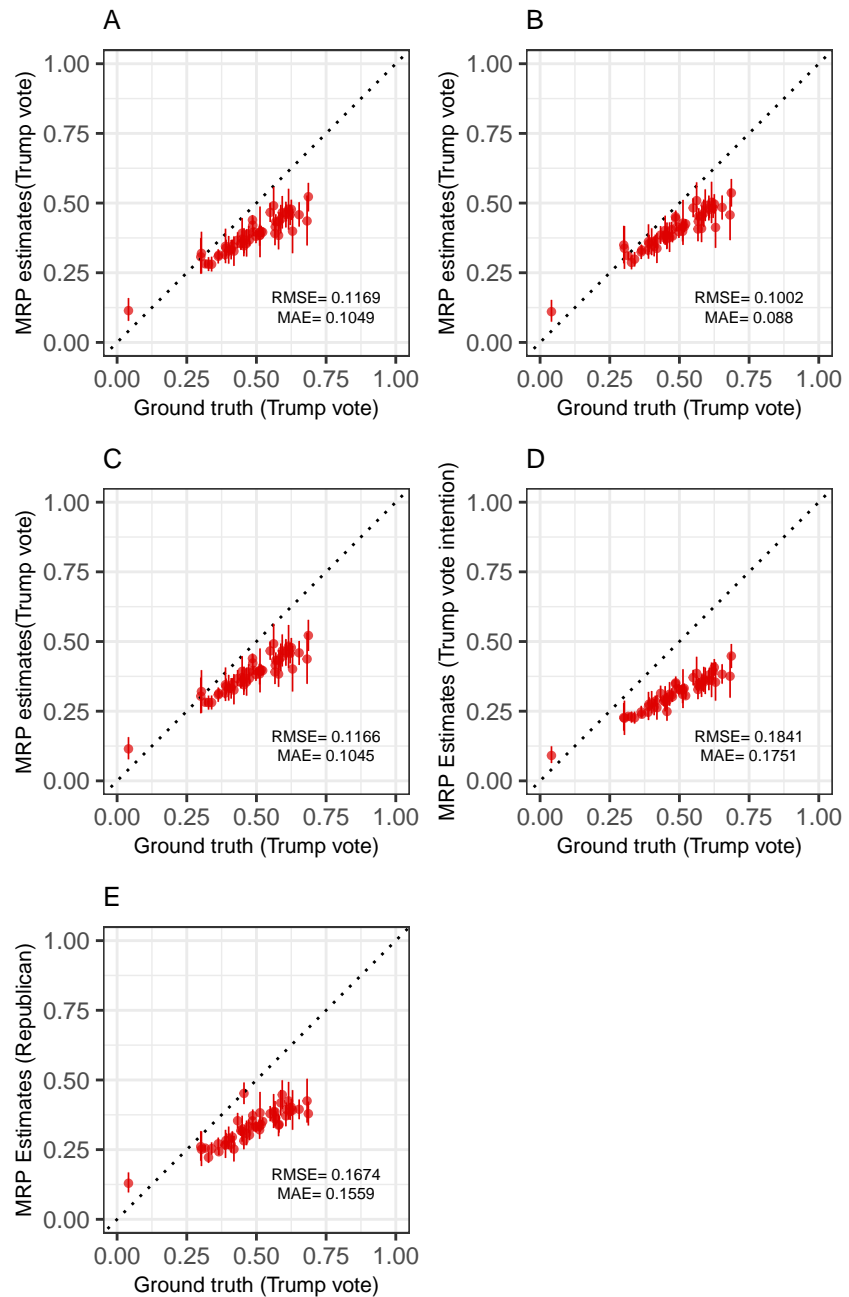 A
MRP estimates(Trump vote)
1.00
0.75
0.50
0.25
0.00
RMSE= 0.1169
MAE= 0.1049
0.00 0.25 0.50 0.75 1.00
Ground truth (Trump vote)
B
MRP estimates(Trump vote)
1.00
0.75
0.50
0.25
0.00
RMSE= 0.1002
MAE= 0.088
0.00 0.25 0.50 0.75 1.00
Ground truth (Trump vote)
C
MRP estimates(Trump vote)
1.00
0.75
0.50
0.25
0.00
RMSE= 0.1166
MAE= 0.1045
0.00 0.25 0.50 0.75 1.00
Ground truth (Trump vote)
D
MRP Estimates (Trump vote intention)
1.00
0.75
0.50
0.25
0.00
RMSE= 0.1841
MAE= 0.1751
0.00 0.25 0.50 0.75 1.00
Ground truth (Trump vote)
E
MRP Estimates (Republican)
1.00
0.75
0.50
0.25
0.00
RMSE= 0.1674
MAE= 0.1559
0.00 0.25 0.50 0.75 1.00
Ground truth (Trump vote)